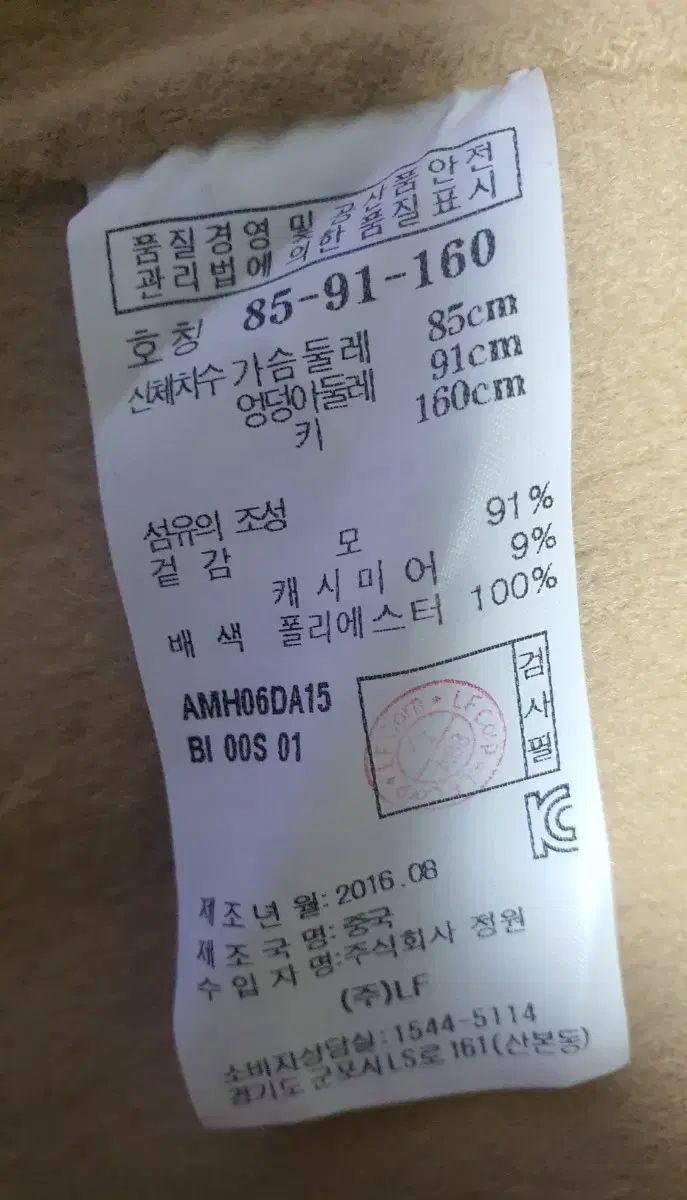 품질경영 및 공산품안전
관리법에 의한 품질표시
호칭 85-91-160
신체치수 가슴둘레 85cm
엉덩이둘레 91cm
키 160cm
섬유의 조성
겉감 모 91%
캐시미어 9%
배색 폴리에스터 100%
AMH06DA15
BI 00S 01
검사필
LF Corp * LF Corp
제조년월:2016.08
제조국명:중국
수입자명:주식회사 정원
(주)LF
소비자상담실:1544-5114
경기도 군포시 LS로 161(산본동)